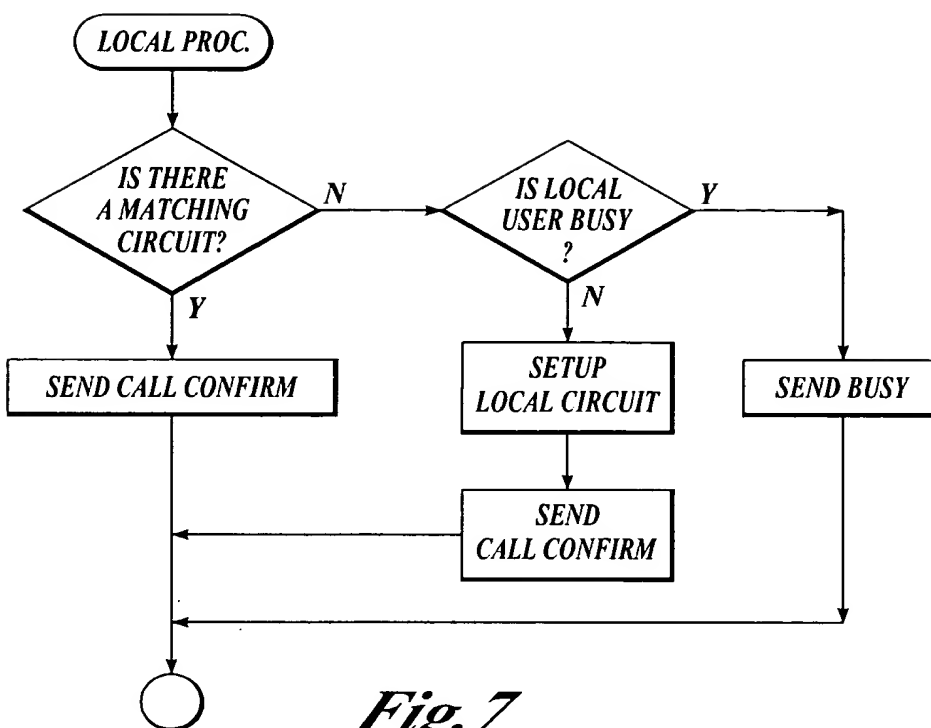 LOCAL PROC.
IS THERE
A MATCHING
CIRCUIT?
N
Y
IS LOCAL
USER BUSY
?
Y
N
SEND CALL CONFIRM
SETUP
LOCAL CIRCUIT
SEND BUSY
SEND
CALL CONFIRM
Fig. 7